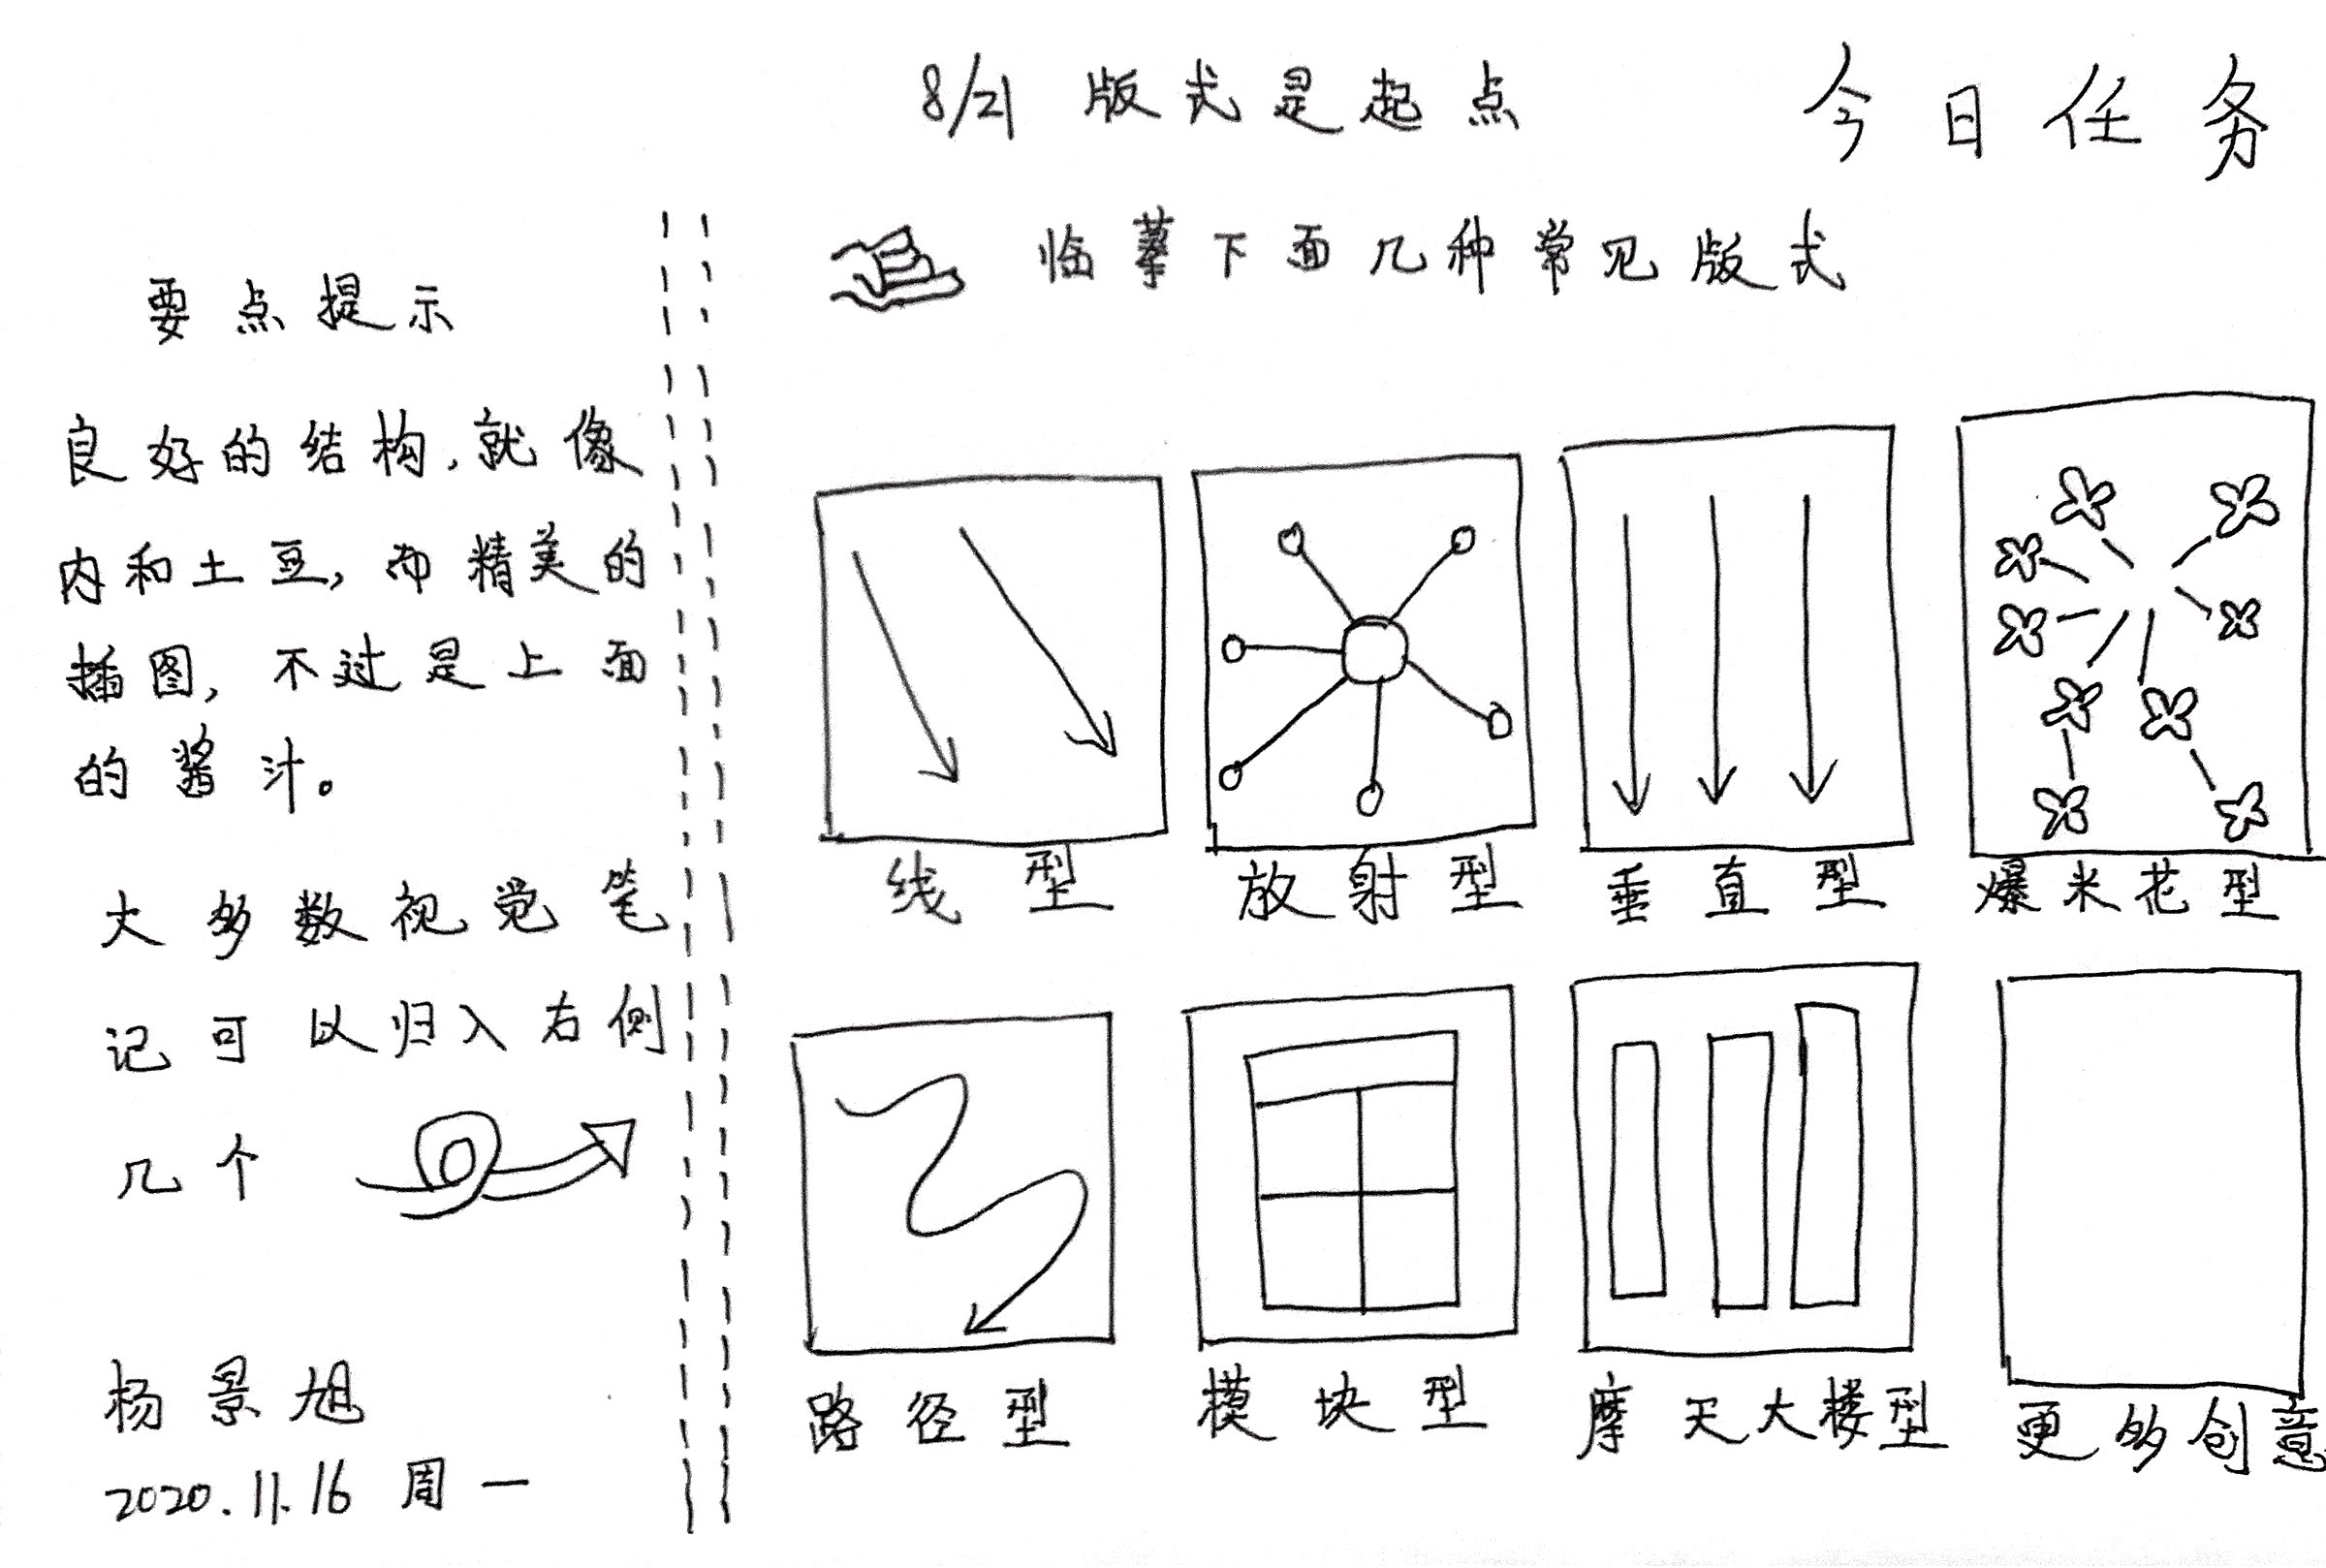 8/21 版式是起点
今日任务
临摹下面几种常见版式
要点提示
良好的结构,就像
肉和土豆,而精美的
插图,不过是上面
的酱汁。
大多数视觉笔
记可以归入右侧
几个
杨景旭
2020.11.16 周一
线型
放射型
垂直型
爆米花型
路径型
模块型
摩天大楼型
更多创意